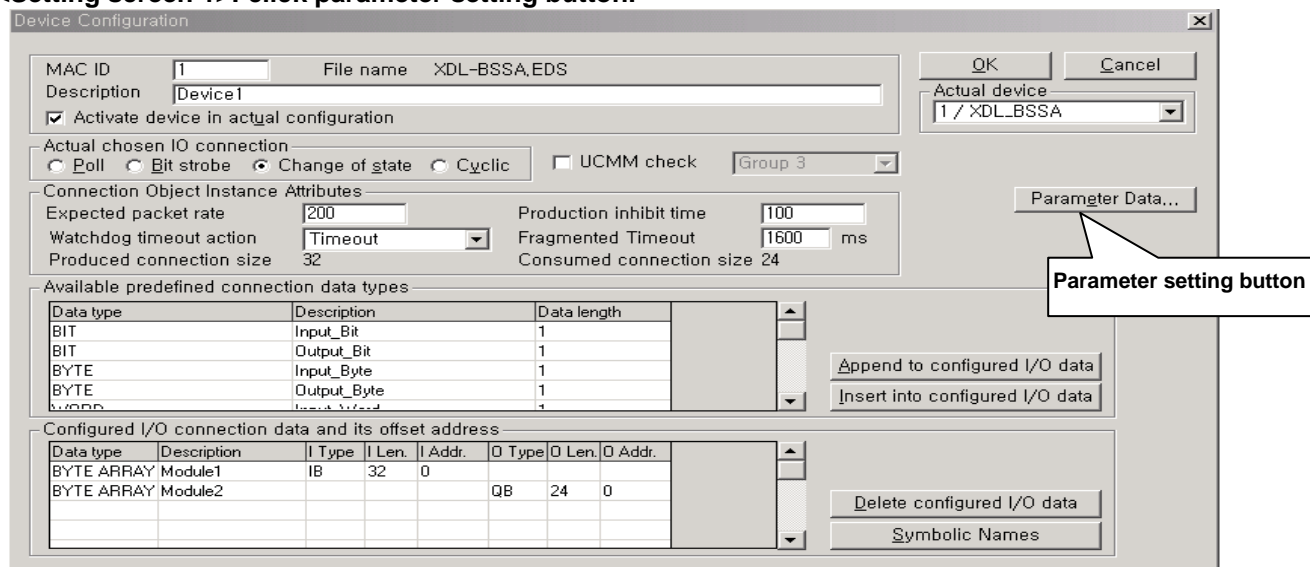 <Setting screen 1>: click parameter setting button.
Device Configuration
MAC ID 1 File name XDL-BSSA.EDS
OK Cancel
Description Device1
Actual device
1 / XDL_BSSA
Activate device in actual configuration
Actual chosen IO connection
Poll Bit strobe Change of state Cyclic
UCMM check Group 3
Connection Object Instance Attributes
Expected packet rate 200 Production inhibit time 100
Parameter Data...
Watchdog timeout action Timeout Fragmented Timeout 1600 ms
Produced connection size 32 Consumed connection size 24
Parameter setting button
Available predefined connection data types
Data type Description Data length
BIT Input_Bit 1
BIT Output_Bit 1
BYTE Input_Byte 1
BYTE Output_Byte 1
Append to configured I/O data
Insert into configured I/O data
Configured I/O connection data and its offset address
Data type Description I Type I Len. I Addr. O Type O Len. O Addr.
BYTE ARRAY Module1 IB 32 0
BYTE ARRAY Module2 QB 24 0
Delete configured I/O data
Symbolic Names